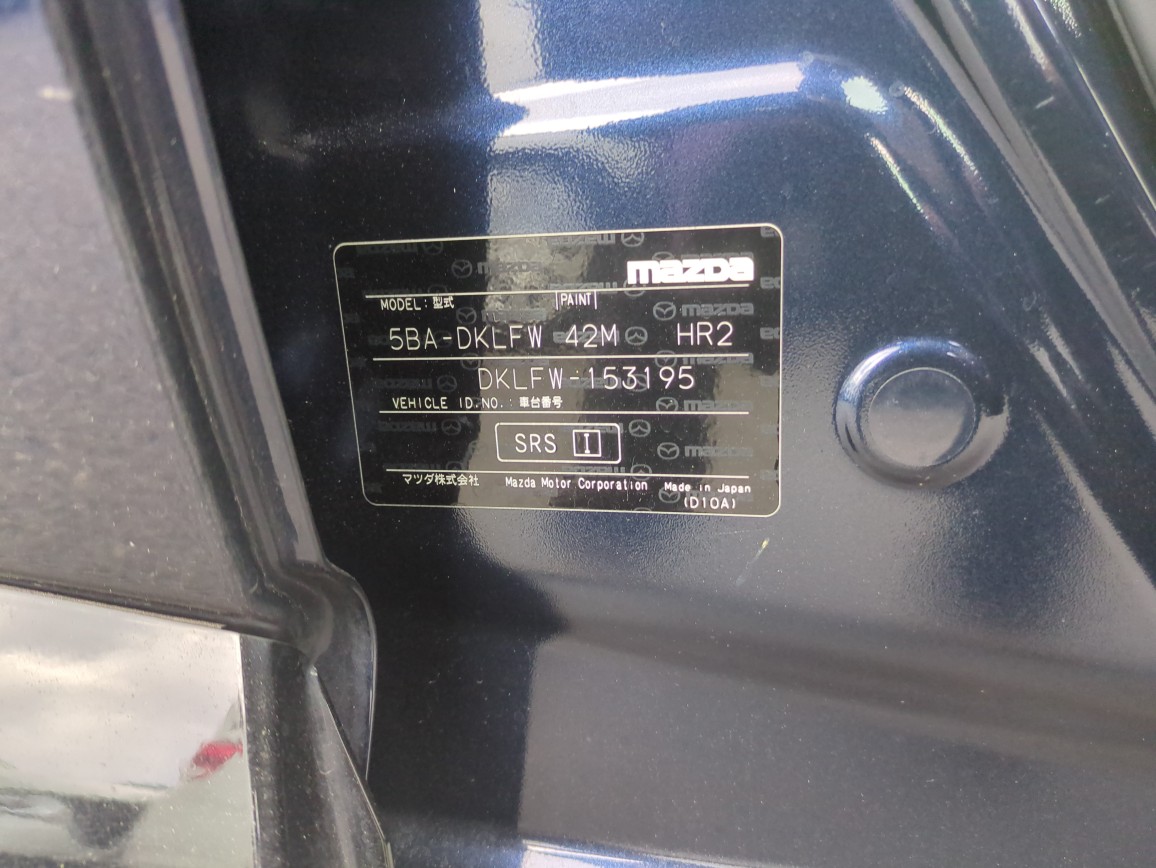 mazda
MODEL：型式 PAINT
5BA-DKLFW 42M HR2
DKLFW-153195
VEHICLE ID.NO.：車台番号
SRS I
マツダ株式会社 Mazda Motor Corporation Made in Japan
(D10A)